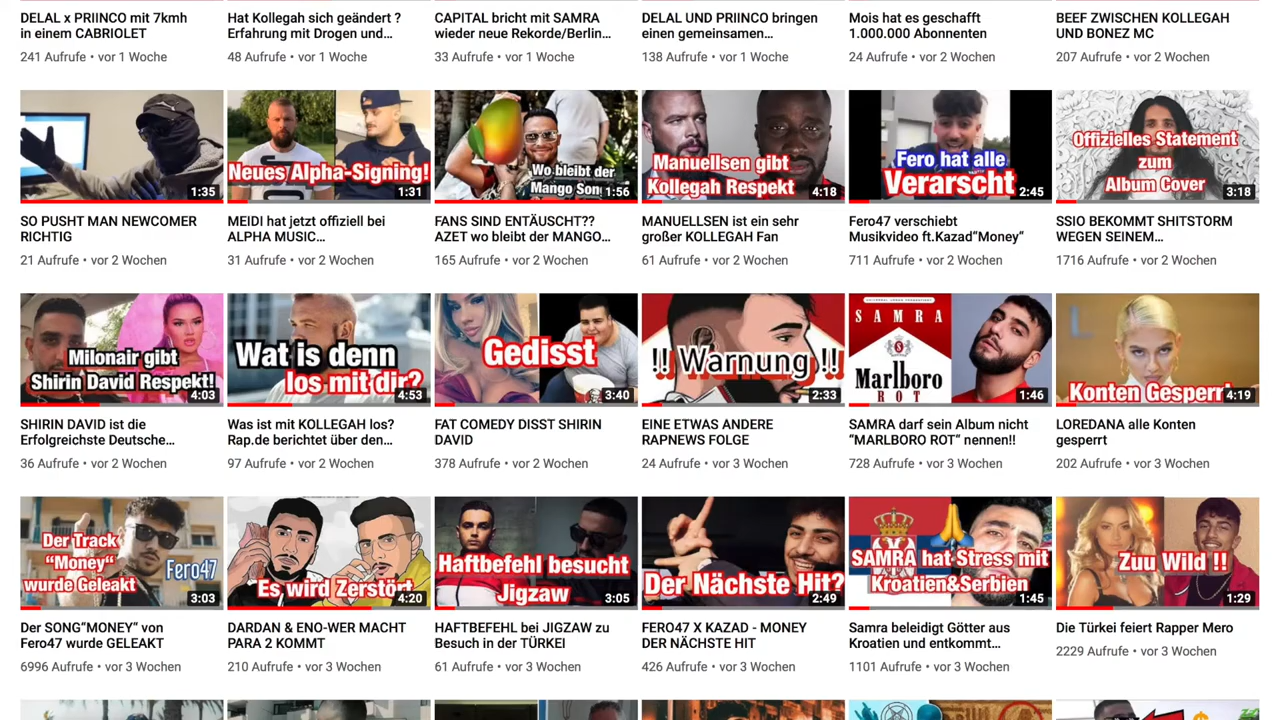 DELAL x PRIINCO mit 7kmh
in einem CABRIOLET
241 Aufrufe • vor 1 Woche
Hat Kollegah sich geändert ?
Erfahrung mit Drogen und...
48 Aufrufe • vor 1 Woche
CAPITAL bricht mit SAMRA
wieder neue Rekorde/Berlin...
33 Aufrufe • vor 1 Woche
DELAL UND PRIINCO bringen
einen gemeinsamen...
138 Aufrufe • vor 1 Woche
Mois hat es geschafft
1.000.000 Abonnenten
24 Aufrufe • vor 2 Wochen
BEEF ZWISCHEN KOLLEGAH
UND BONEZ MC
207 Aufrufe • vor 2 Wochen
1:35
SO PUSHT MAN NEWCOMER
RICHTIG
21 Aufrufe • vor 2 Wochen
Neues Alpha-Signing!
1:31
MEIDI hat jetzt offiziell bei
ALPHA MUSIC...
31 Aufrufe • vor 2 Wochen
Wo bleibt der
Mango Son
1:56
FANS SIND ENTÄUSCHT??
AZET wo bleibt der MANGO...
165 Aufrufe • vor 2 Wochen
Manuellsen gibt
Kollegah Respekt
4:18
MANUELLSEN ist ein sehr
großer KOLLEGAH Fan
61 Aufrufe • vor 2 Wochen
Fero hat alle
Verarscht
2:45
Fero47 verschiebt
Musikvideo ft.Kazad“Money“
711 Aufrufe • vor 2 Wochen
Offizielles Statement
zum
Album Cover
3:18
SSIO BEKOMMT SHITSTORM
WEGEN SEINEM...
1716 Aufrufe • vor 2 Wochen
Milonair gibt
Shirin David Respekt!
4:03
SHIRIN DAVID ist die
Erfolgreichste Deutsche...
36 Aufrufe • vor 2 Wochen
Wat is denn
los mit dir?
4:53
Was ist mit KOLLEGAH los?
Rap.de berichtet über den...
97 Aufrufe • vor 2 Wochen
Gedisst
3:40
FAT COMEDY DISST SHIRIN
DAVID
378 Aufrufe • vor 2 Wochen
!! Warnung !!
2:33
EINE ETWAS ANDERE
RAPNEWS FOLGE
24 Aufrufe • vor 3 Wochen
SAMRA
Marlboro
ROT
1:46
SAMRA darf sein Album nicht
“MARLBORO ROT“ nennen!!
728 Aufrufe • vor 3 Wochen
Konten Gesperrt
4:19
LOREDANA alle Konten
gesperrt
202 Aufrufe • vor 3 Wochen
Der Track
“Money“
wurde Geleakt
Fero47
3:03
Der SONG“MONEY“ von
Fero47 wurde GELEAKT
6996 Aufrufe • vor 3 Wochen
Es wird Zerstört
4:20
DARDAN & ENO-WER MACHT
PARA 2 KOMMT
210 Aufrufe • vor 3 Wochen
Haftbefehl besucht
Jigzaw
3:05
HAFTBEFEHL bei JIGZAW zu
Besuch in der TÜRKEI
61 Aufrufe • vor 3 Wochen
Der Nächste Hit?
2:49
FERO47 X KAZAD - MONEY
DER NÄCHSTE HIT
426 Aufrufe • vor 3 Wochen
SAMRA hat Stress mit
Kroatien&Serbien
1:45
Samra beleidigt Götter aus
Kroatien und entkommt...
1101 Aufrufe • vor 3 Wochen
Zuu Wild !!
1:29
Die Türkei feiert Rapper Mero
2229 Aufrufe • vor 3 Wochen